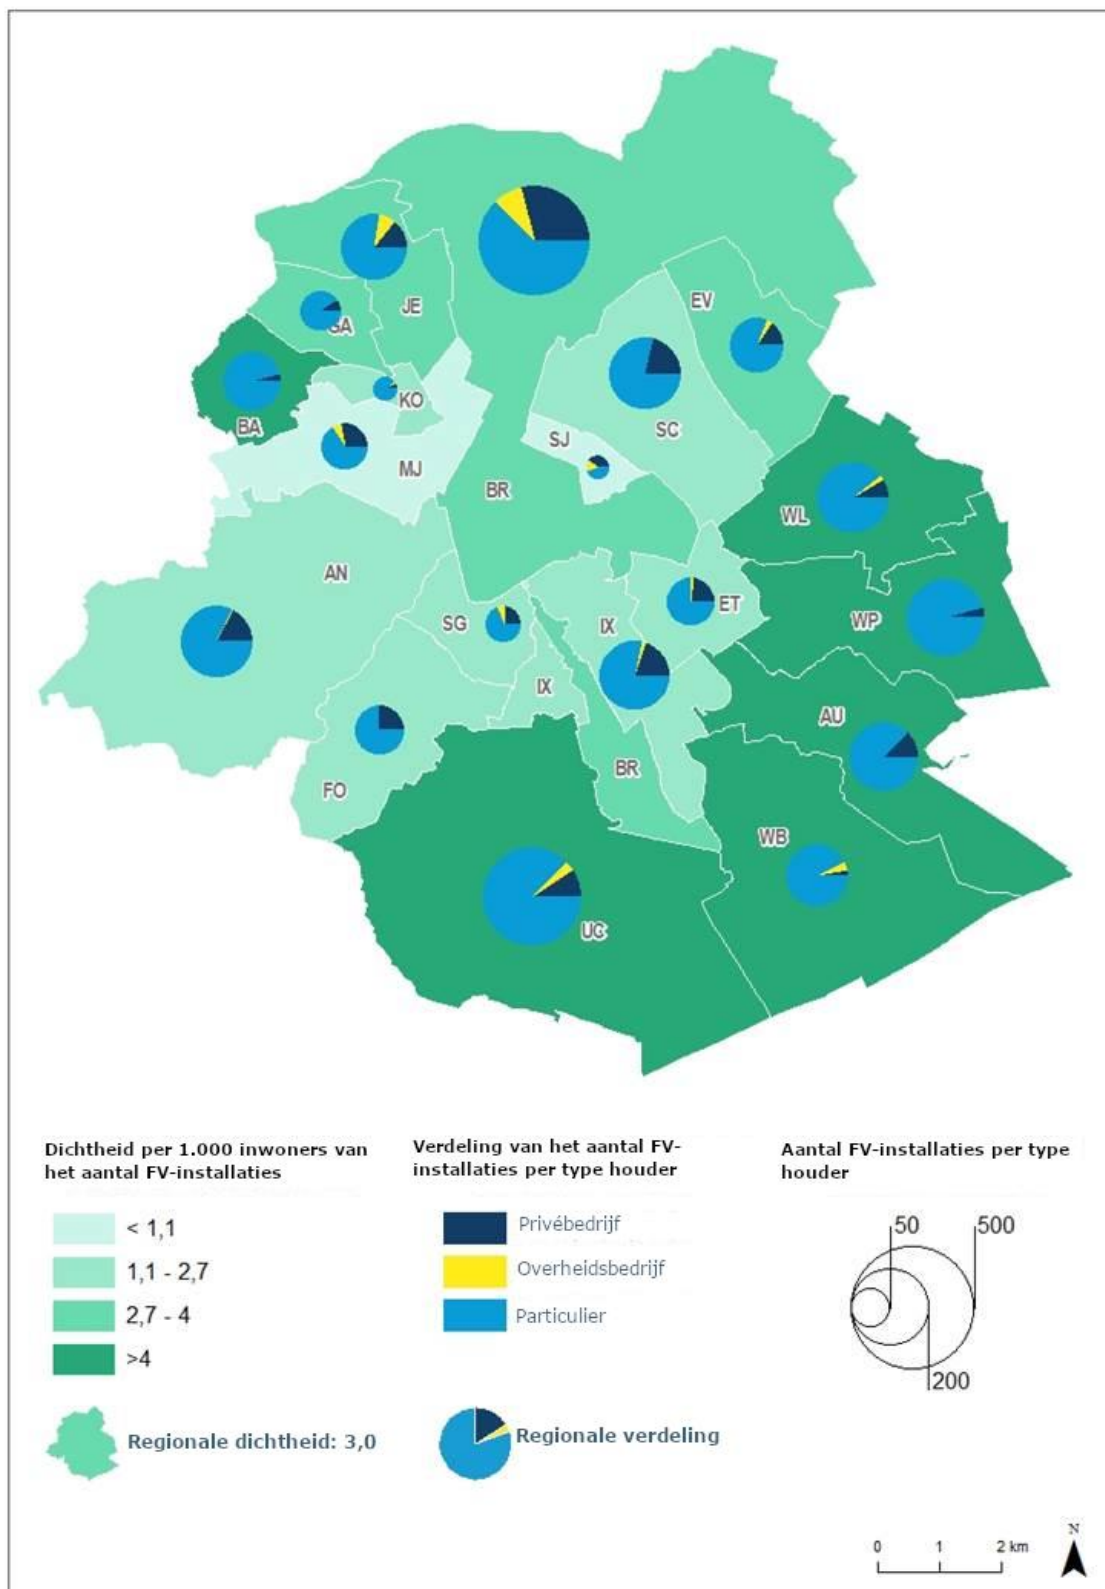 EV
JE
GA
KO
BA
SJ
SC
MJ
BR
WL
AN
ET
SG
IX
WP
IX
AU
BR
FO
WB
UC
Dichtheid per 1.000 inwoners van
het aantal FV-installaties
< 1,1
1,1 - 2,7
2,7 - 4
>4
Regionale dichtheid: 3,0
Verdeling van het aantal FV-
installaties per type houder
Privébedrijf
Overheidsbedrijf
Particulier
Regionale verdeling
Aantal FV-installaties per type
houder
50
500
200
N
0 1 2 km